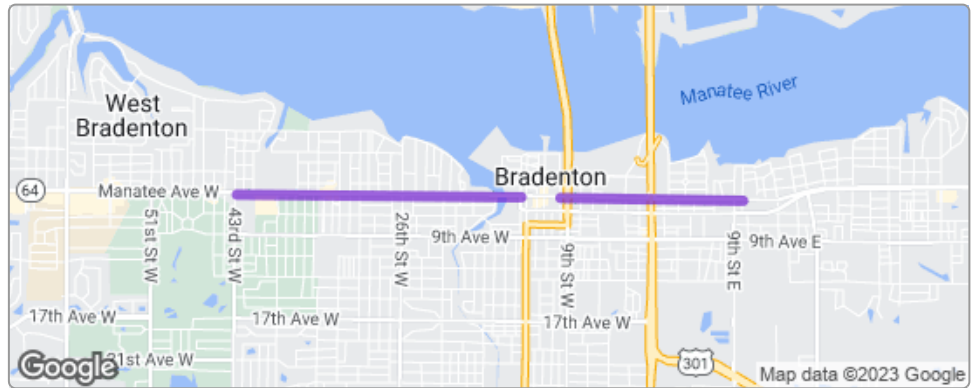 Manatee River
West
Bradenton
Bradenton
64
Manatee Ave W
51st St W
43rd St W
26th St W
9th Ave W
9th St W
9th St E
9th Ave E
17th Ave W
17th Ave W
17th Ave W
21st Ave W
301
Google
Map data ©2023 Google